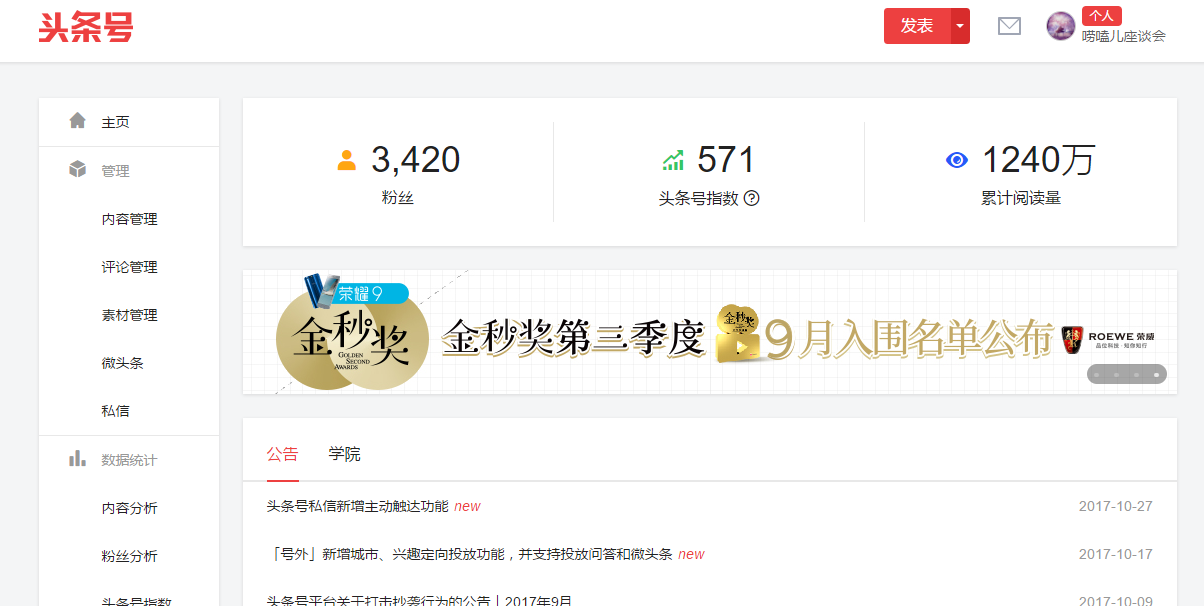 头条号
发表
个人
唠嗑儿座谈会
主页
管理
内容管理
评论管理
素材管理
微头条
私信
数据统计
内容分析
粉丝分析
头条号指数
3,420
粉丝
571
头条号指数 ?
1240万
累计阅读量
荣耀9
金秒奖
GOLDEN
SECOND
AWARDS
金秒奖第三季度
金秒奖
9月入围名单公布
ROEWE 荣威
品位科技·知你知行
公告
学院
头条号私信新增主动触达功能 new
2017-10-27
「号外」新增城市、兴趣定向投放功能，并支持投放问答和微头条 new
2017-10-17
头条号平台关于打击抄袭行为的公告 | 2017年9月
2017-10-09